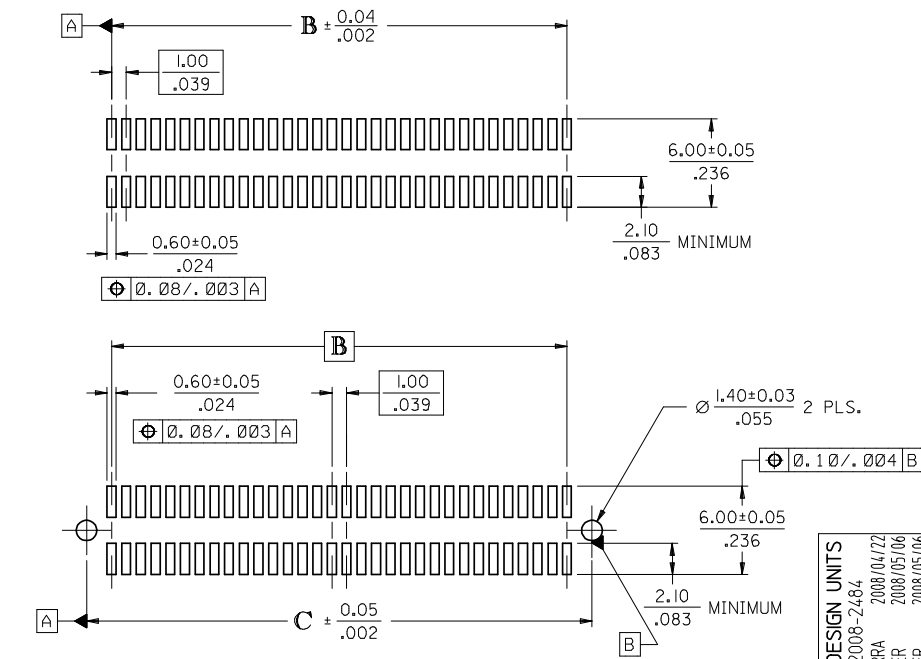 A
B ± 0.04
.002
1.00
.039
6.00±0.05
.236
2.10
.083 MINIMUM
0.60±0.05
.024
⌖ 0.08/.003 A
B
0.60±0.05
.024
1.00
.039
⌖ 0.08/.003 A
Ø 1.40±0.03 2 PLS.
.055
⌖ 0.10/.004 B
6.00±0.05
.236
2.10
.083 MINIMUM
A
C ± 0.05
.002
B
DESIGN UNITS
2008-2484
2008/04/22
2008/05/06